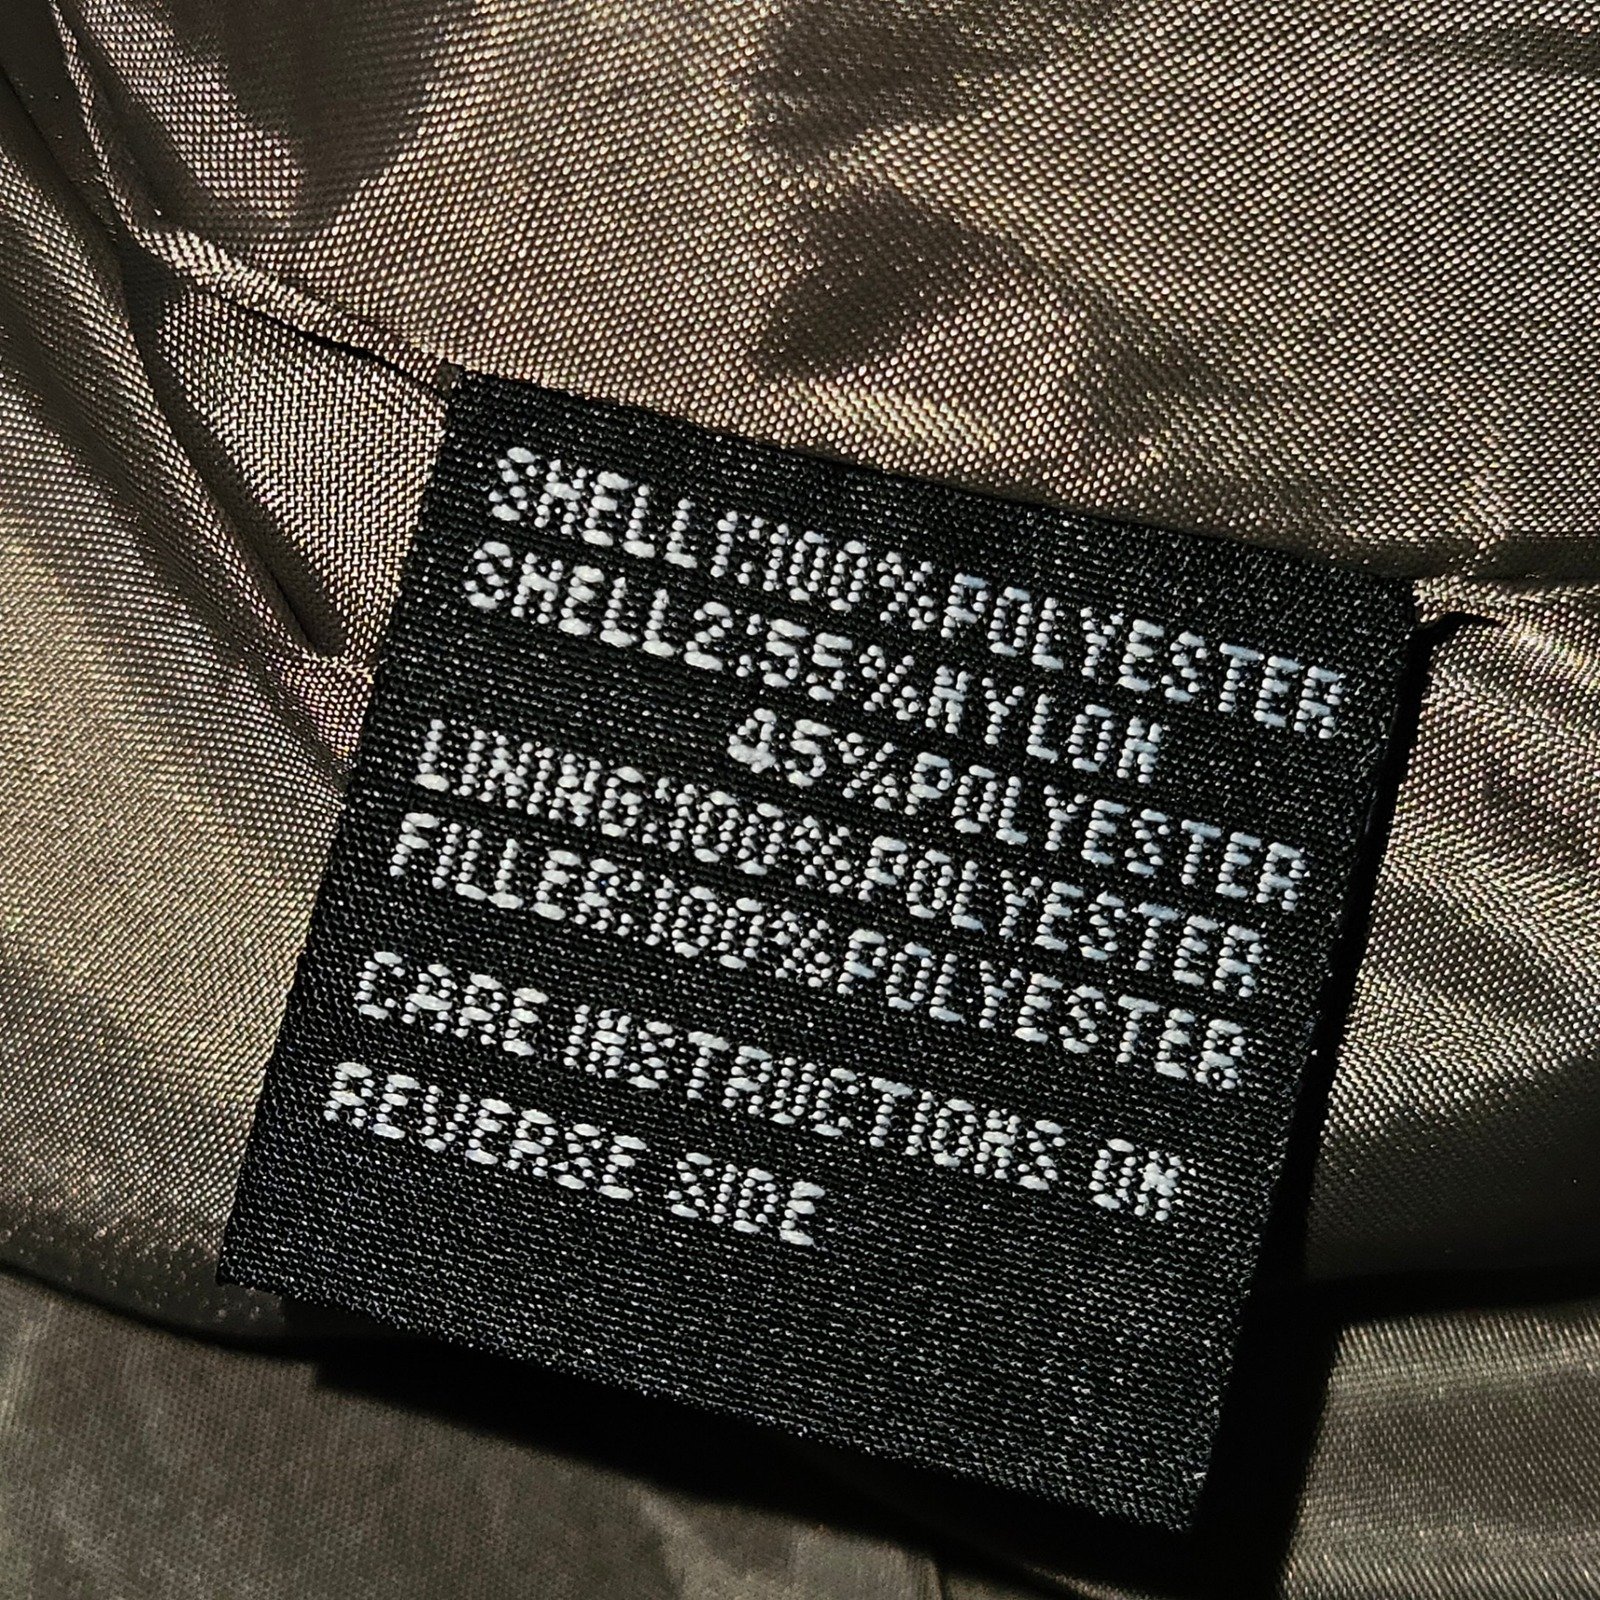 SHELL1:100%POLYESTER
SHELL2:55%NYLON
45%POLYESTER
LINING:100%POLYESTER
FILLER:100%POLYESTER
CARE INSTRUCTIONS ON
REVERSE SIDE